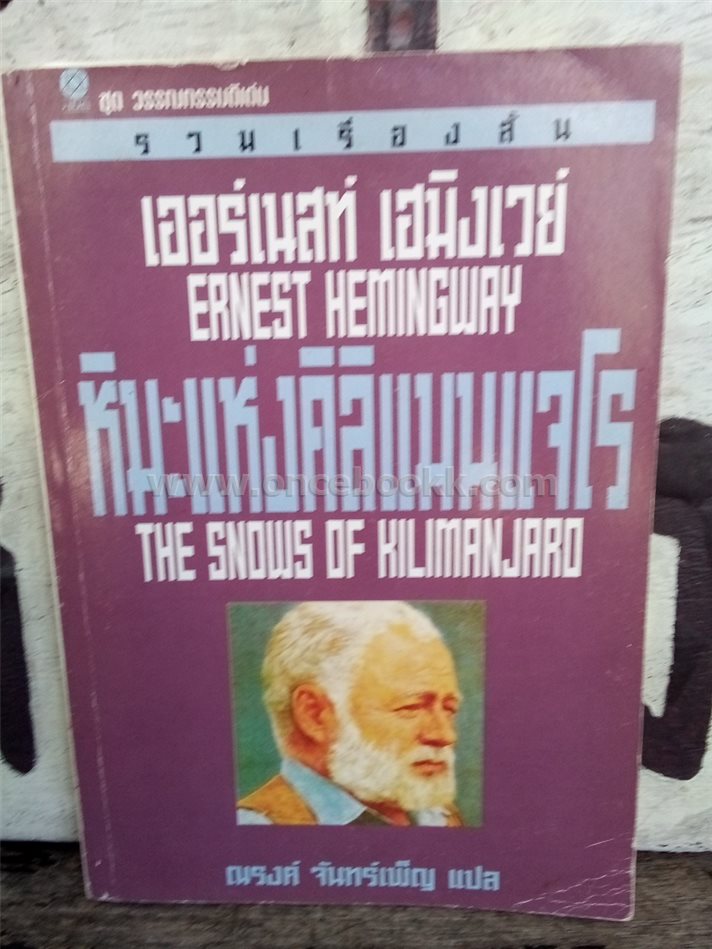 ชุด วรรณกรรมดีเด่น
รวมเรื่องสั้น
เออร์เนสท์ เฮมิงเวย์
ERNEST HEMINGWAY
หิมะแห่งคิลิแมนแจโร
www.oncebookk.com
THE SNOWS OF KILIMANJARO
ณรงค์ จันทร์เพ็ญ แปล